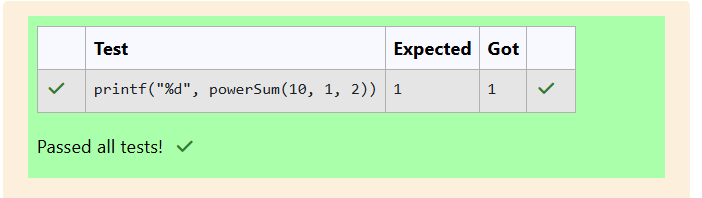 Test Expected Got
printf("%d", powerSum(10, 1, 2)) 1 1
Passed all tests!